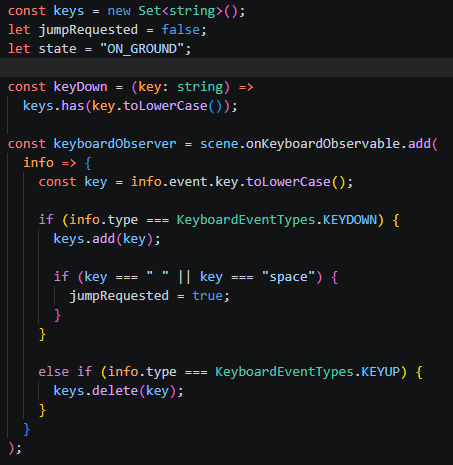 const keys = new Set<string>();
let jumpRequested = false;
let state = "ON_GROUND";
const keyDown = (key: string) =>
keys.has(key.toLowerCase());
const keyboardObserver = scene.onKeyboardObservable.add(
info => {
const key = info.event.key.toLowerCase();
if (info.type === KeyboardEventTypes.KEYDOWN) {
keys.add(key);
if (key === " " || key === "space") {
jumpRequested = true;
}
}
else if (info.type === KeyboardEventTypes.KEYUP) {
keys.delete(key);
}
}
);